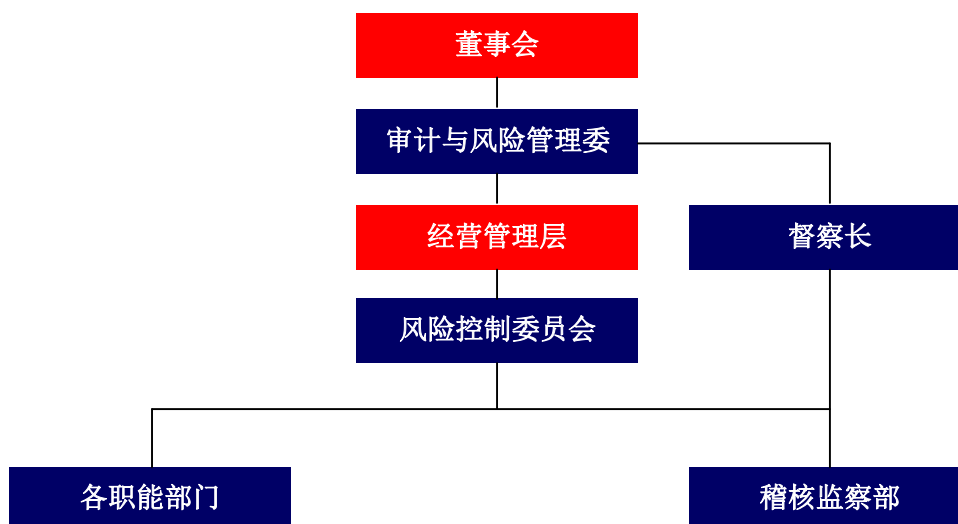 董事会
审计与风险管理委
经营管理层
督察长
风险控制委员会
各职能部门
稽核监察部